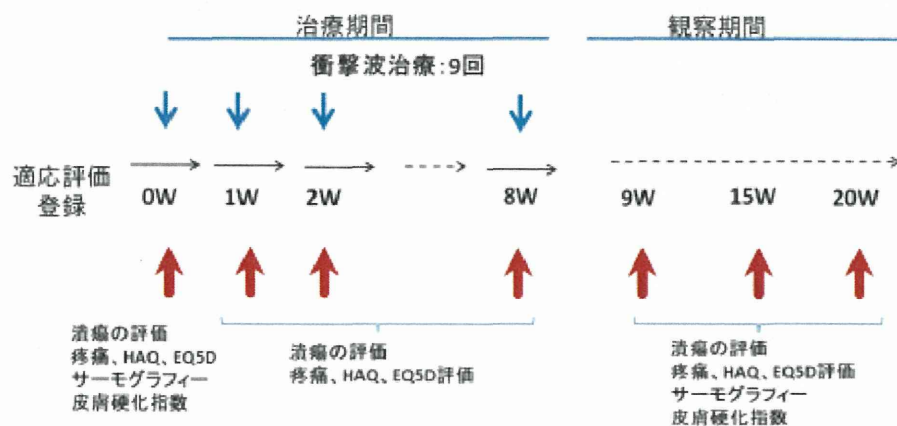 治療期間
観察期間
衝撃波治療:9回
適応評価
登録
0W
1W
2W
8W
9W
15W
20W
潰瘍の評価
疼痛、HAQ、EQ5D
サーモグラフィー
皮膚硬化指数
潰瘍の評価
疼痛、HAQ、EQ5D評価
潰瘍の評価
疼痛、HAQ、EQ5D評価
サーモグラフィー
皮膚硬化指数